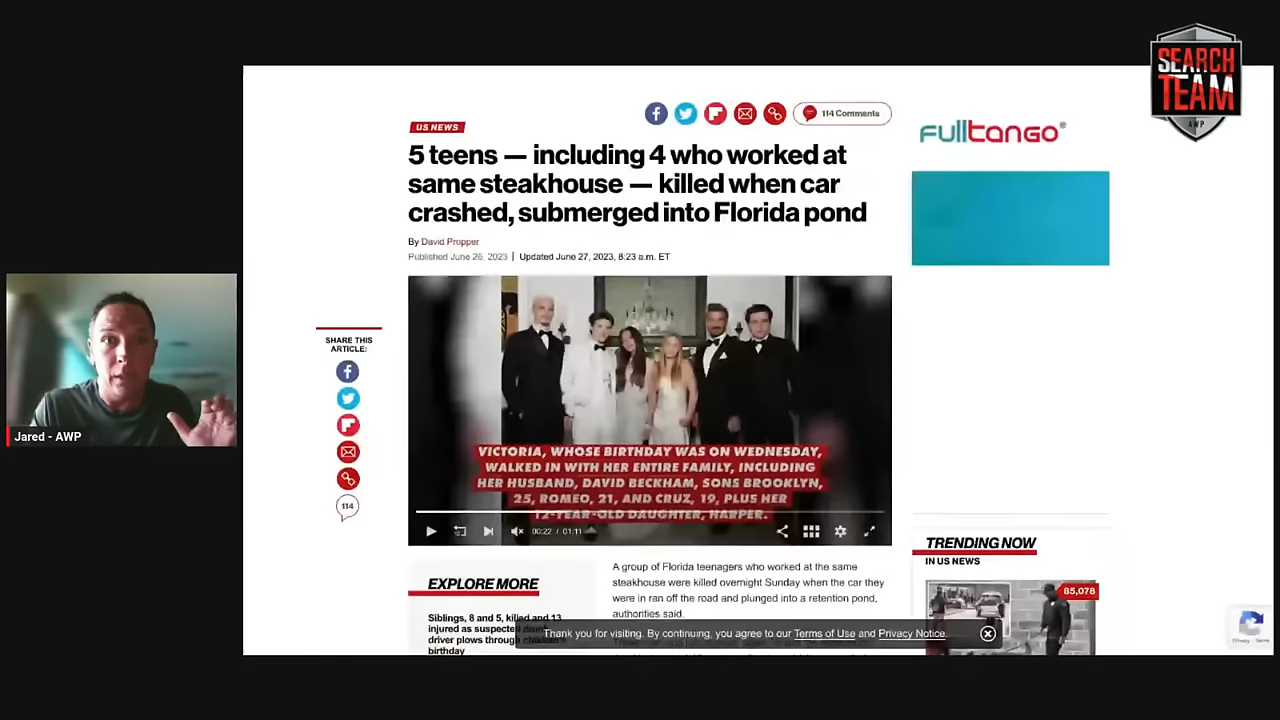 SEARCH
TEAM
AWP
fulltango
US NEWS
114 Comments
5 teens — including 4 who worked at
same steakhouse — killed when car
crashed, submerged into Florida pond
By David Propper
Published June 26, 2023 | Updated June 27, 2023, 8:23 a.m. ET
SHARE THIS
ARTICLE:
114
Jared - AWP
VICTORIA, WHOSE BIRTHDAY WAS ON WEDNESDAY,
WALKED IN WITH HER ENTIRE FAMILY, INCLUDING
HER HUSBAND, DAVID BECKHAM, SONS BROOKLYN,
25, ROMEO, 21, AND CRUZ, 19, PLUS HER
12-YEAR-OLD DAUGHTER, HARPER.
00:22 / 01:11
EXPLORE MORE
Siblings, 8 and 5, killed and 13
injured as suspected
driver plows through
birthday
A group of Florida teenagers who worked at the same
steakhouse were killed overnight Sunday when the car they
were in ran off the road and plunged into a retention pond,
authorities said.
TRENDING NOW
IN US NEWS
85,078
Thank you for visiting. By continuing, you agree to our Terms of Use and Privacy Notice.
Privacy - Terms